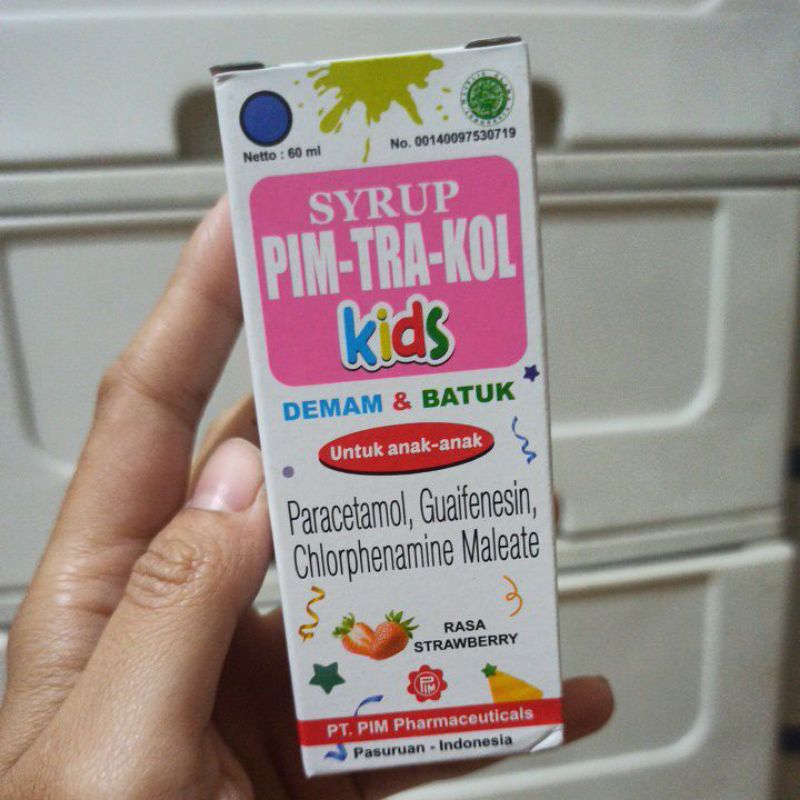 Netto : 60 ml
No. 00140097530719
SYRUP
PIM-TRA-KOL
kids
DEMAM & BATUK
Untuk anak-anak
Paracetamol, Guaifenesin,
Chlorphenamine Maleate
RASA
STRAWBERRY
PIM
PT. PIM Pharmaceuticals
Pasuruan - Indonesia